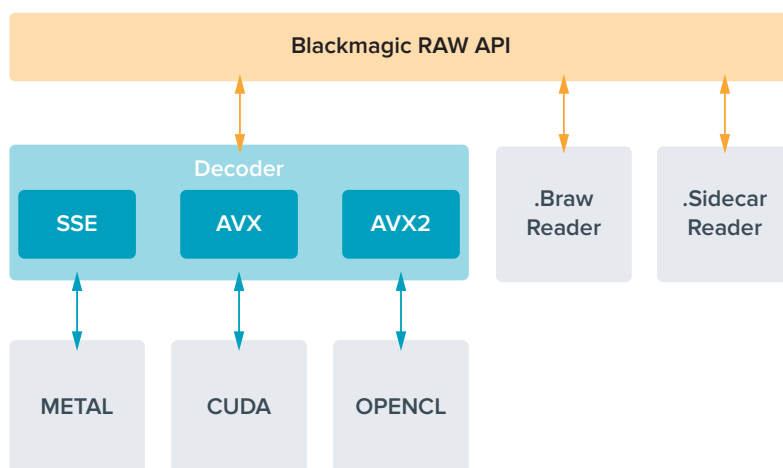 Blackmagic RAW API
Decoder
SSE
AVX
AVX2
.Braw
Reader
.Sidecar
Reader
METAL
CUDA
OPENCL